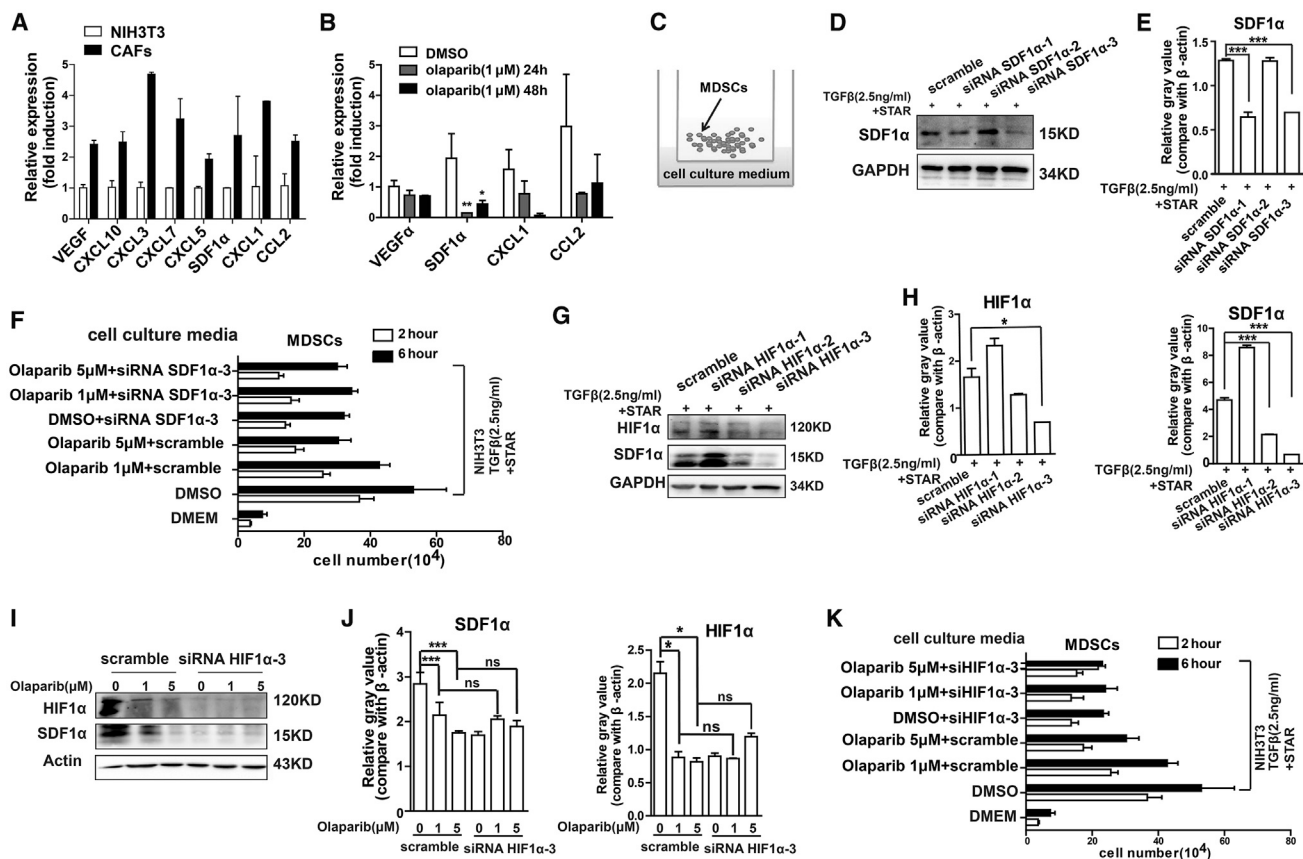 A
NIH3T3
CAFs
Relative expression
(fold induction)
5
4
3
2
1
0
VEGF
CXCL10
CXCL3
CXCL7
CXCL5
SDF1α
CXCL1
CCL2
B
DMSO
olaparib(1 μM) 24h
olaparib(1 μM) 48h
Relative expression
(fold induction)
5
4
3
2
1
0
**
*
VEGFα
SDF1α
CXCL1
CCL2
C
MDSCs
cell culture medium
D
scramble
siRNA SDF1α-1
siRNA SDF1α-2
siRNA SDF1α-3
TGFβ(2.5ng/ml)
+STAR
+ + + +
SDF1α
15KD
GAPDH
34KD
E
SDF1α
***
***
Relative gray value
(compare with β -actin)
1.5
1.0
0.5
0.0
TGFβ(2.5ng/ml)
+STAR
+ + + +
scramble
siRNA SDF1α-1
siRNA SDF1α-2
siRNA SDF1α-3
F
cell culture media
MDSCs
2 hour
6 hour
Olaparib 5μM+siRNA SDF1α-3
Olaparib 1μM+siRNA SDF1α-3
DMSO+siRNA SDF1α-3
Olaparib 5μM+scramble
Olaparib 1μM+scramble
DMSO
DMEM
NIH3T3
TGFβ(2.5ng/ml)
+STAR
0 20 40 60 80
cell number(10⁴)
G
scramble
siRNA HIF1α-1
siRNA HIF1α-2
siRNA HIF1α-3
TGFβ(2.5ng/ml)
+STAR
+ + + +
HIF1α
120KD
SDF1α
15KD
GAPDH
34KD
H
HIF1α
*
Relative gray value
(compare with β -actin)
3
2
1
0
TGFβ(2.5ng/ml)
+STAR
+ + + +
scramble
siRNA HIF1α-1
siRNA HIF1α-2
siRNA HIF1α-3
SDF1α
***
***
Relative gray value
(compare with β -actin)
10
8
6
4
2
0
TGFβ(2.5ng/ml)
+STAR
+ + + +
scramble
siRNA HIF1α-1
siRNA HIF1α-2
siRNA HIF1α-3
I
scramble siRNA HIF1α-3
Olaparib(μM) 0 1 5 0 1 5
HIF1α
120KD
SDF1α
15KD
Actin
43KD
J
SDF1α
***
***
ns
ns
Relative gray value
(compare with β -actin)
3
2
1
0
Olaparib(μM) 0 1 5 0 1 5
scramble siRNA HIF1α-3
HIF1α
*
*
ns
ns
Relative gray value
(compare with β -actin)
2.5
2.0
1.5
1.0
0.5
0.0
Olaparib(μM) 0 1 5 0 1 5
scramble siRNA HIF1α-3
K
cell culture media
MDSCs
2 hour
6 hour
Olaparib 5μM+siHIF1α-3
Olaparib 1μM+siHIF1α-3
DMSO+siHIF1α-3
Olaparib 5μM+scramble
Olaparib 1μM+scramble
DMSO
DMEM
NIH3T3
TGFβ(2.5ng/ml)
+STAR
0 20 40 60 80
cell number(10⁴)